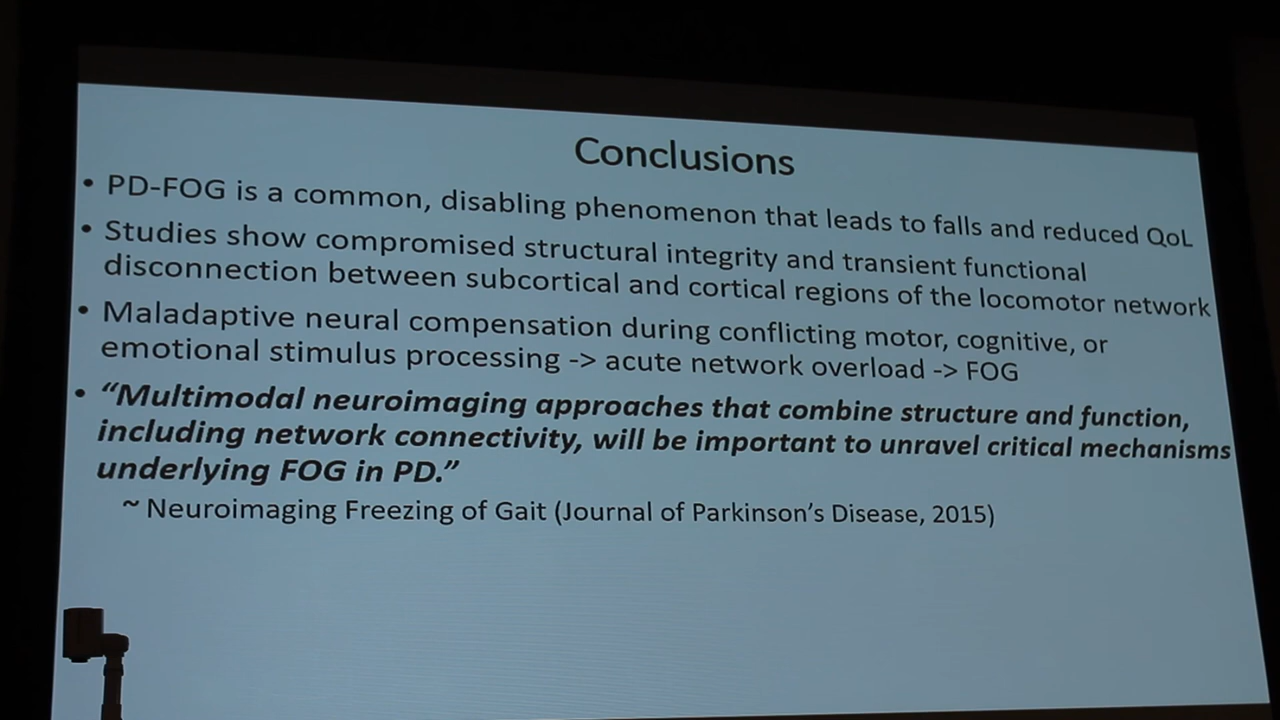 Conclusions
• PD-FOG is a common, disabling phenomenon that leads to falls and reduced QoL
• Studies show compromised structural integrity and transient functional
disconnection between subcortical and cortical regions of the locomotor network
• Maladaptive neural compensation during conflicting motor, cognitive, or
emotional stimulus processing -> acute network overload -> FOG
• “Multimodal neuroimaging approaches that combine structure and function,
including network connectivity, will be important to unravel critical mechanisms
underlying FOG in PD.”
~ Neuroimaging Freezing of Gait (Journal of Parkinson’s Disease, 2015)